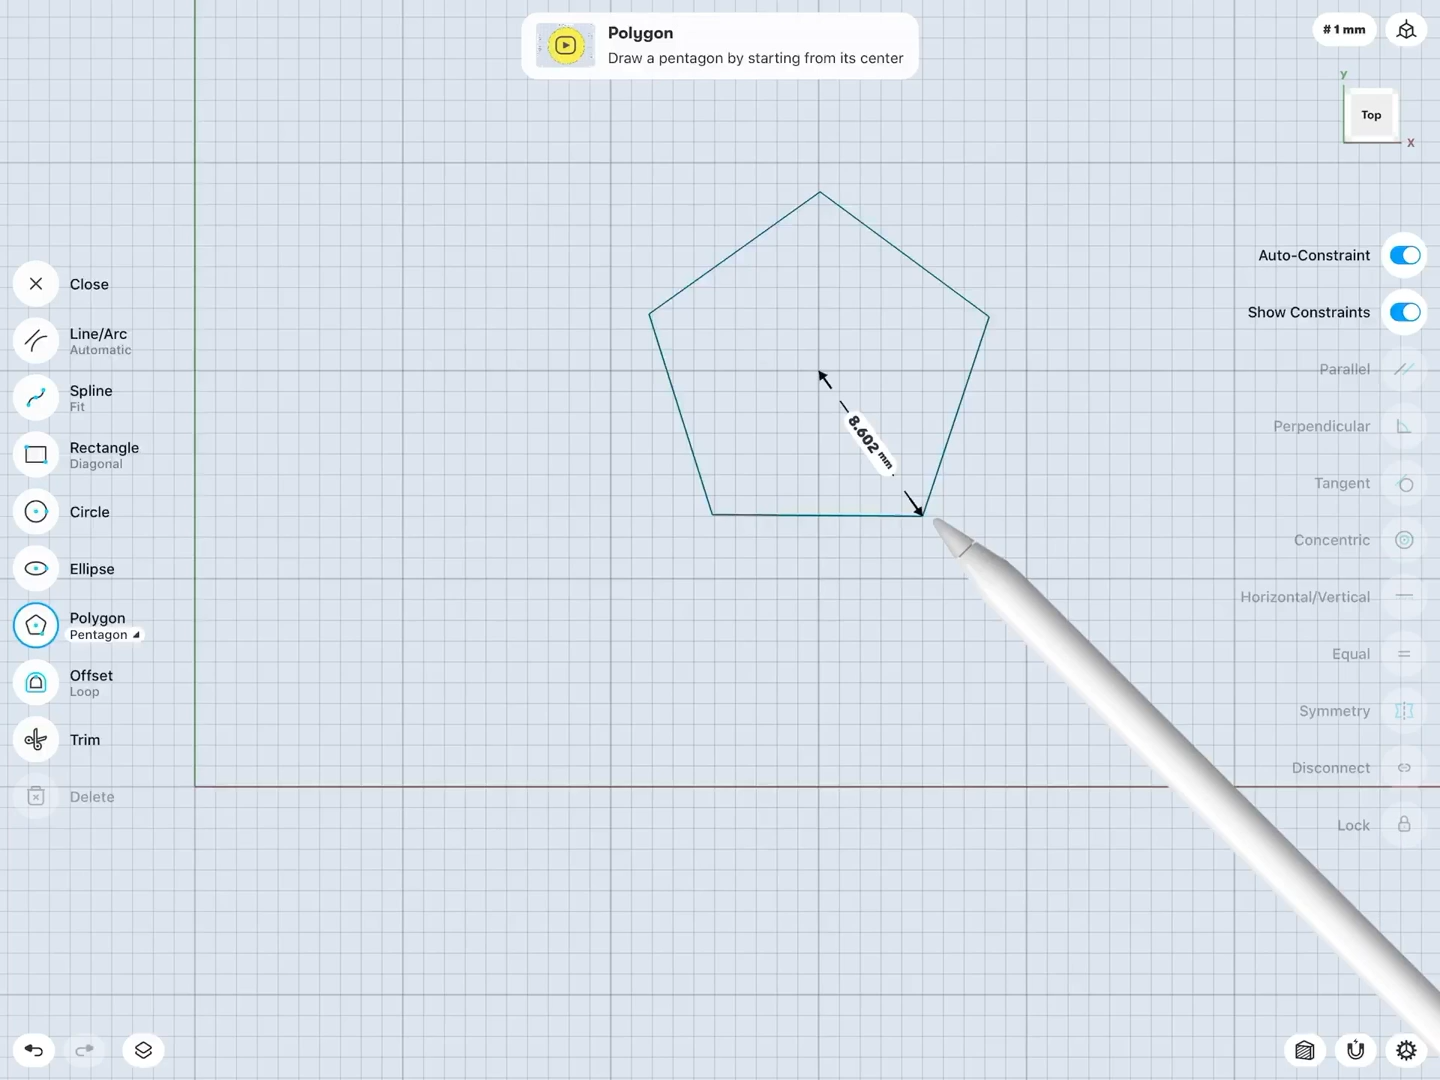 Polygon
Draw a pentagon by starting from its center
# 1 mm
y
Top
X
Close
Line/Arc
Automatic
Spline
Fit
Rectangle
Diagonal
Circle
Ellipse
Polygon
Pentagon
Offset
Loop
Trim
Delete
8.602 mm
Auto-Constraint
Show Constraints
Parallel
Perpendicular
Tangent
Concentric
Horizontal/Vertical
Equal
Symmetry
Disconnect
Lock